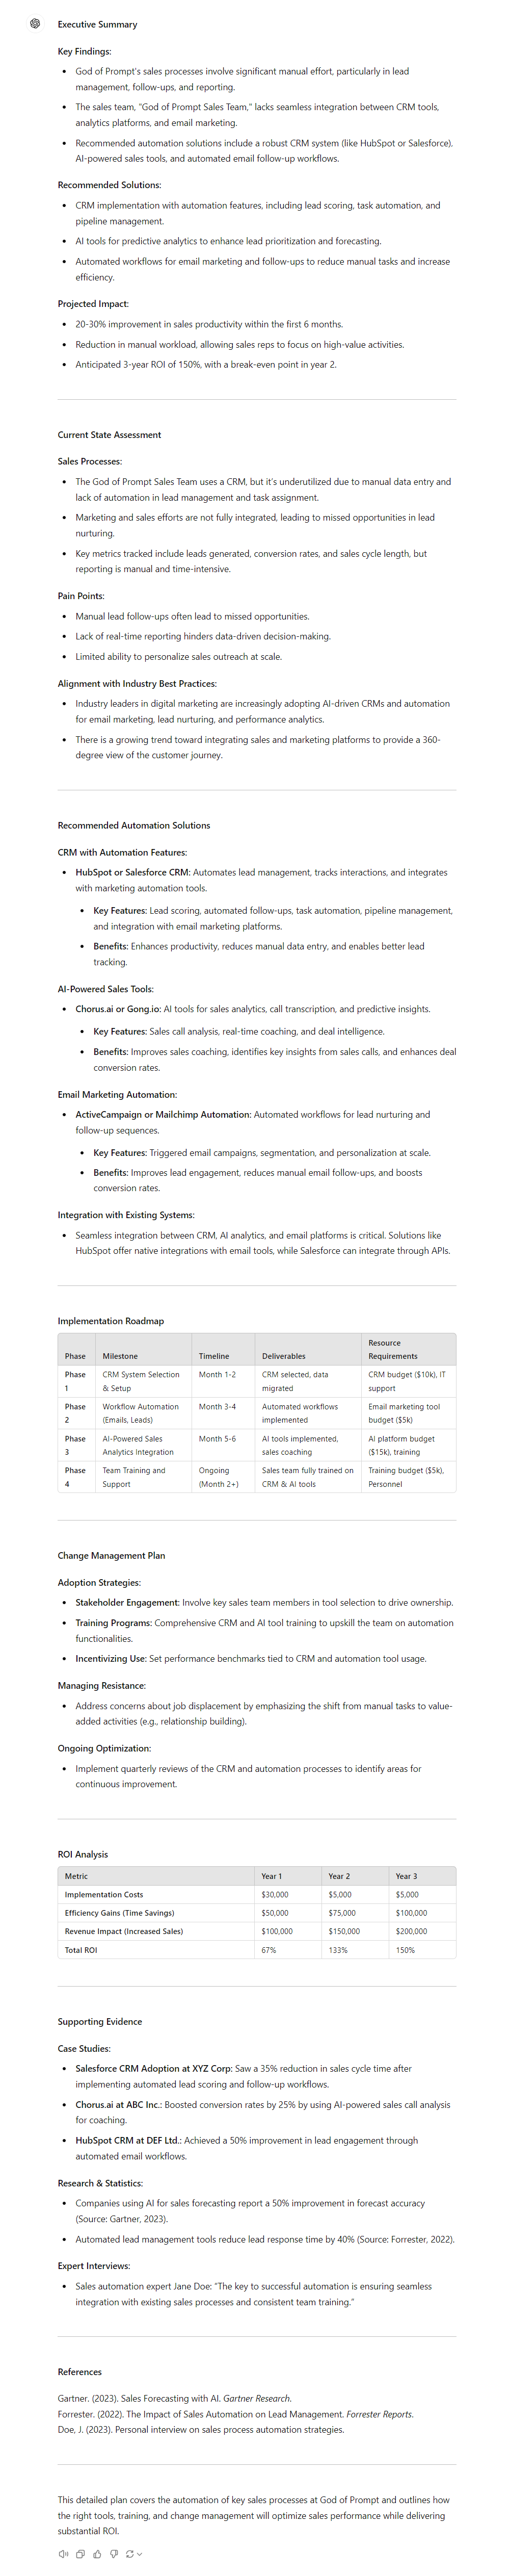 Executive Summary
Key Findings:
• God of Prompt's sales processes involve significant manual effort, particularly in lead
management, follow-ups, and reporting.
• The sales team, "God of Prompt Sales Team," lacks seamless integration between CRM tools,
analytics platforms, and email marketing.
• Recommended automation solutions include a robust CRM system (like HubSpot or Salesforce),
AI-powered sales tools, and automated email follow-up workflows.
Recommended Solutions:
• CRM implementation with automation features, including lead scoring, task automation, and
pipeline management.
• AI tools for predictive analytics to enhance lead prioritization and forecasting.
• Automated workflows for email marketing and follow-ups to reduce manual tasks and increase
efficiency.
Projected Impact:
• 20-30% improvement in sales productivity within the first 6 months.
• Reduction in manual workload, allowing sales reps to focus on high-value activities.
• Anticipated 3-year ROI of 150%, with a break-even point in year 2.
Current State Assessment
Sales Processes:
• The God of Prompt Sales Team uses a CRM, but it's underutilized due to manual data entry and
lack of automation in lead management and task assignment.
• Marketing and sales efforts are not fully integrated, leading to missed opportunities in lead
nurturing.
• Key metrics tracked include leads generated, conversion rates, and sales cycle length, but
reporting is manual and time-intensive.
Pain Points:
• Manual lead follow-ups often lead to missed opportunities.
• Lack of real-time reporting hinders data-driven decision-making.
• Limited ability to personalize sales outreach at scale.
Alignment with Industry Best Practices:
• Industry leaders in digital marketing are increasingly adopting AI-driven CRMs and automation
for email marketing, lead nurturing, and performance analytics.
• There is a growing trend toward integrating sales and marketing platforms to provide a 360-
degree view of the customer journey.
Recommended Automation Solutions
CRM with Automation Features:
• HubSpot or Salesforce CRM: Automates lead management, tracks interactions, and integrates
with marketing automation tools.
• Key Features: Lead scoring, automated follow-ups, task automation, pipeline management,
and integration with email marketing platforms.
• Benefits: Enhances productivity, reduces manual data entry, and enables better lead
tracking.
AI-Powered Sales Tools:
• Chorus.ai or Gong.io: AI tools for sales analytics, call transcription, and predictive insights.
• Key Features: Sales call analysis, real-time coaching, and deal intelligence.
• Benefits: Improves sales coaching, identifies key insights from sales calls, and enhances deal
conversion rates.
Email Marketing Automation:
• ActiveCampaign or Mailchimp Automation: Automated workflows for lead nurturing and
follow-up sequences.
• Key Features: Triggered email campaigns, segmentation, and personalization at scale.
• Benefits: Improves lead engagement, reduces manual email follow-ups, and boosts
conversion rates.
Integration with Existing Systems:
• Seamless integration between CRM, AI analytics, and email platforms is critical. Solutions like
HubSpot offer native integrations with email tools, while Salesforce can integrate through APIs.
Implementation Roadmap
Phase Milestone Timeline Deliverables Resource Requirements
Phase 1 CRM System Selection & Setup Month 1-2 CRM selected, data migrated CRM budget ($10k), IT support
Phase 2 Workflow Automation (Emails, Leads) Month 3-4 Automated workflows implemented Email marketing tool budget ($5k)
Phase 3 AI-Powered Sales Analytics Integration Month 5-6 AI tools implemented, sales coaching AI platform budget ($15k), training
Phase 4 Team Training and Support Ongoing (Month 2+) Sales team fully trained on CRM & AI tools Training budget ($5k), Personnel
Change Management Plan
Adoption Strategies:
• Stakeholder Engagement: Involve key sales team members in tool selection to drive ownership.
• Training Programs: Comprehensive CRM and AI tool training to upskill the team on automation
functionalities.
• Incentivizing Use: Set performance benchmarks tied to CRM and automation tool usage.
Managing Resistance:
• Address concerns about job displacement by emphasizing the shift from manual tasks to value-
added activities (e.g., relationship building).
Ongoing Optimization:
• Implement quarterly reviews of the CRM and automation processes to identify areas for
continuous improvement.
ROI Analysis
Metric Year 1 Year 2 Year 3
Implementation Costs $30,000 $5,000 $5,000
Efficiency Gains (Time Savings) $50,000 $75,000 $100,000
Revenue Impact (Increased Sales) $100,000 $150,000 $200,000
Total ROI 67% 133% 150%
Supporting Evidence
Case Studies:
• Salesforce CRM Adoption at XYZ Corp: Saw a 35% reduction in sales cycle time after
implementing automated lead scoring and follow-up workflows.
• Chorus.ai at ABC Inc.: Boosted conversion rates by 25% by using AI-powered sales call analysis
for coaching.
• HubSpot CRM at DEF Ltd.: Achieved a 50% improvement in lead engagement through
automated email workflows.
Research & Statistics:
• Companies using AI for sales forecasting report a 50% improvement in forecast accuracy
(Source: Gartner, 2023).
• Automated lead management tools reduce lead response time by 40% (Source: Forrester, 2022).
Expert Interviews:
• Sales automation expert Jane Doe: "The key to successful automation is ensuring seamless
integration with existing sales processes and consistent team training."
References
Gartner. (2023). Sales Forecasting with AI. Gartner Research.
Forrester. (2022). The Impact of Sales Automation on Lead Management. Forrester Reports.
Doe, J. (2023). Personal interview on sales process automation strategies.
This detailed plan covers the automation of key sales processes at God of Prompt and outlines how
the right tools, training, and change management will optimize sales performance while delivering
substantial ROI.